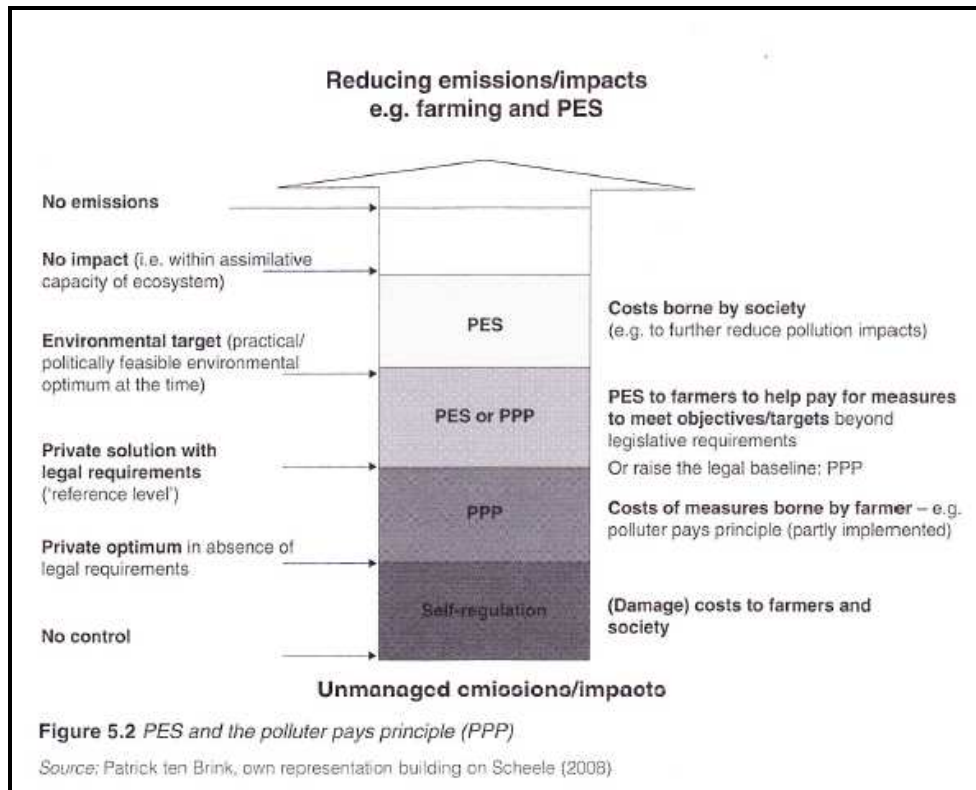 Reducing emissions/impacts
e.g. farming and PES
No emissions
No impact (i.e. within assimilative
capacity of ecosystem)
Environmental target (practical/
politically feasible environmental
optimum at the time)
Private solution with
legal requirements
('reference level')
Private optimum in absence of
legal requirements
No control
PES
PES or PPP
PPP
Self-regulation
Costs borne by society
(e.g. to further reduce pollution impacts)
PES to farmers to help pay for measures
to meet objectives/targets beyond
legislative requirements
Or raise the legal baseline: PPP
Costs of measures borne by farmer – e.g.
polluter pays principle (partly implemented)
(Damage) costs to farmers and
society
Unmanaged emissions/impacts
Figure 5.2 PES and the polluter pays principle (PPP)
Source: Patrick ten Brink, own representation building on Scheele (2008)